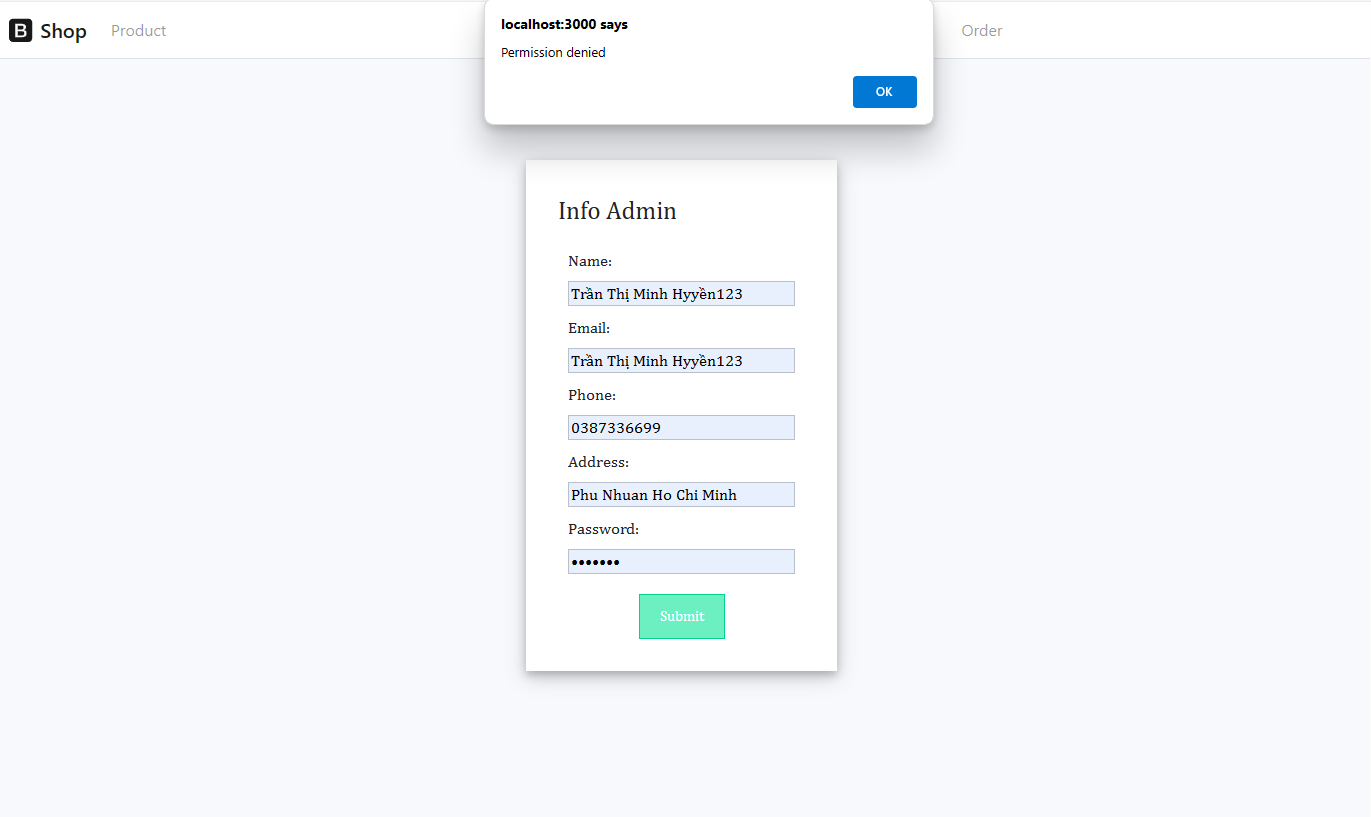 localhost:3000 says
Permission denied
OK
B Shop Product Order
Info Admin
Name:
Trần Thị Minh Hyyền123
Email:
Trần Thị Minh Hyyền123
Phone:
0387336699
Address:
Phu Nhuan Ho Chi Minh
Password:
•••••••
Submit